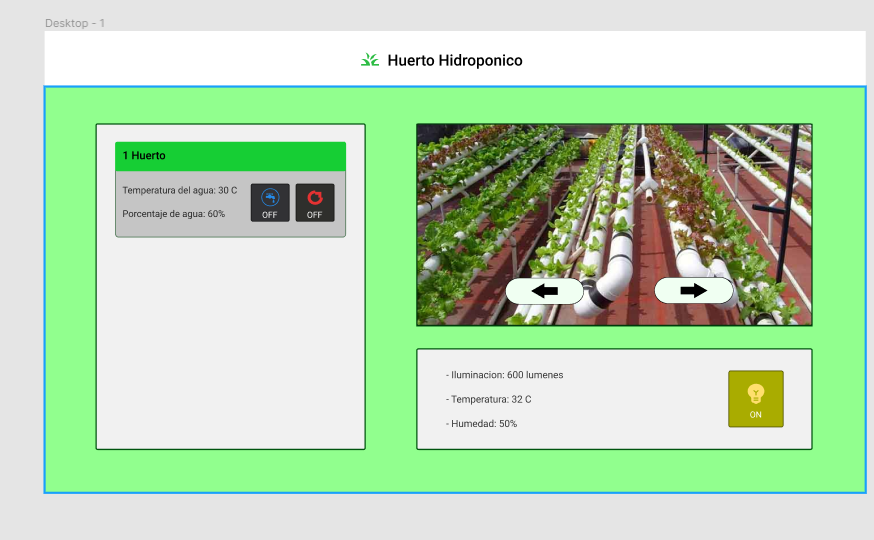 Desktop - 1
Huerto Hidroponico
1 Huerto
Temperatura del agua: 30 C
Porcentaje de agua: 60%
OFF
OFF
- Iluminacion: 600 lumenes
- Temperatura: 32 C
- Humedad: 50%
ON